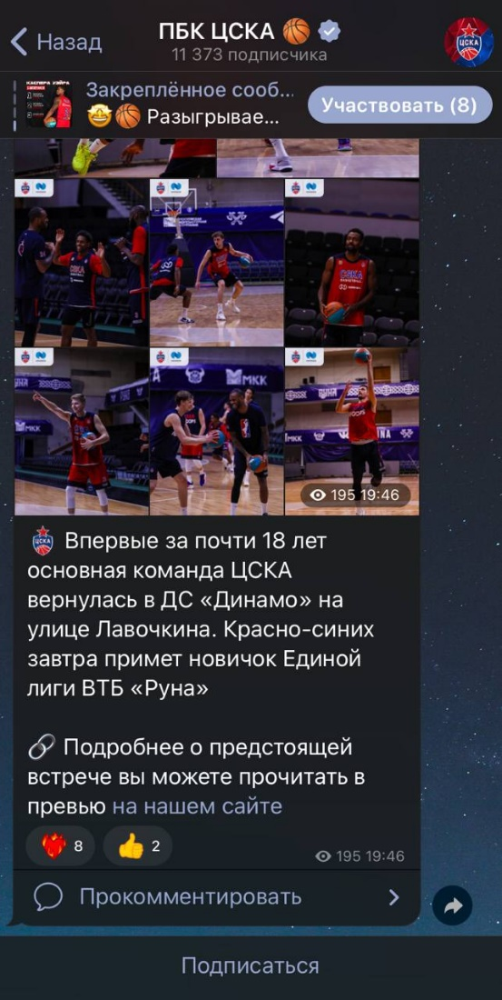 Назад
ПБК ЦСКА 🏀
11 373 подписчика
Закреплённое сооб...
🤩🏀 Разыгрывае...
Участвовать (8)
МКК
МКК
195 19:46
Впервые за почти 18 лет
основная команда ЦСКА
вернулась в ДС «Динамо» на
улице Лавочкина. Красно-синих
завтра примет новичок Единой
лиги ВТБ «Руна»
🔗 Подробнее о предстоящей
встрече вы можете прочитать в
превью на нашем сайте
❤️‍🔥 8
👍 2
195 19:46
Прокомментировать
Подписаться